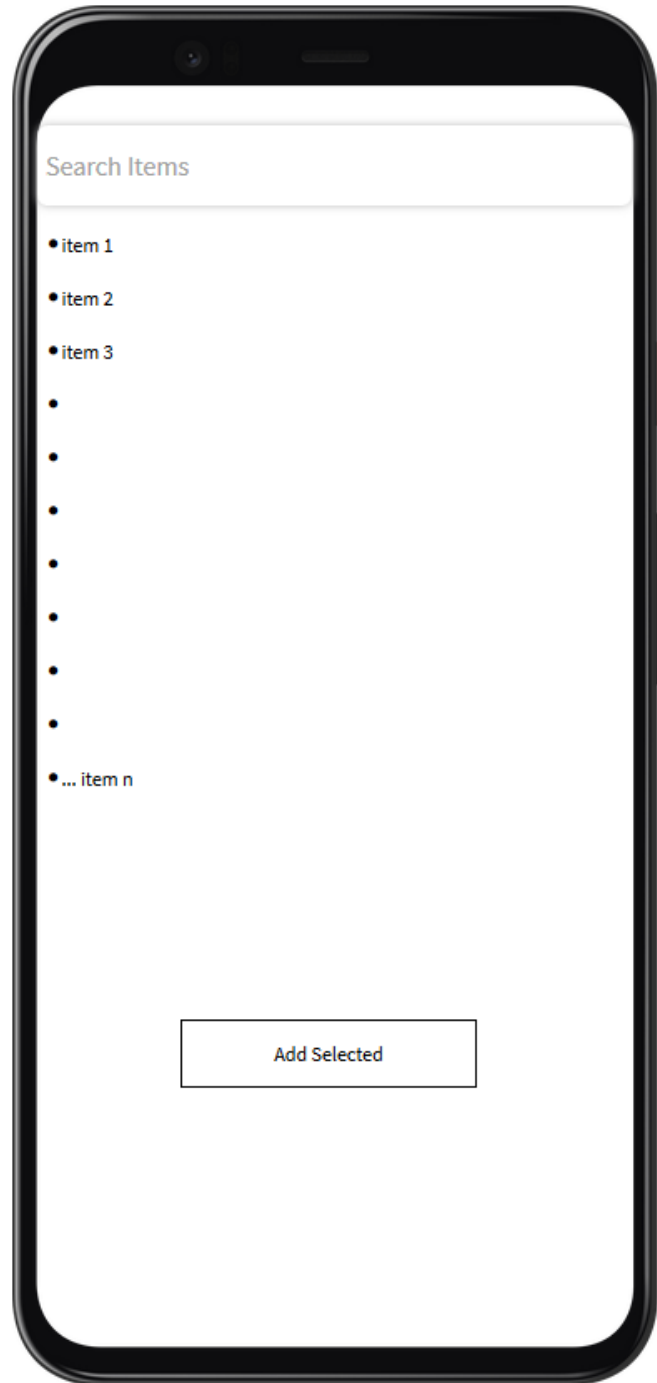 Search Items
• item 1
• item 2
• item 3
•
•
•
•
•
•
•
• ... item n
Add Selected